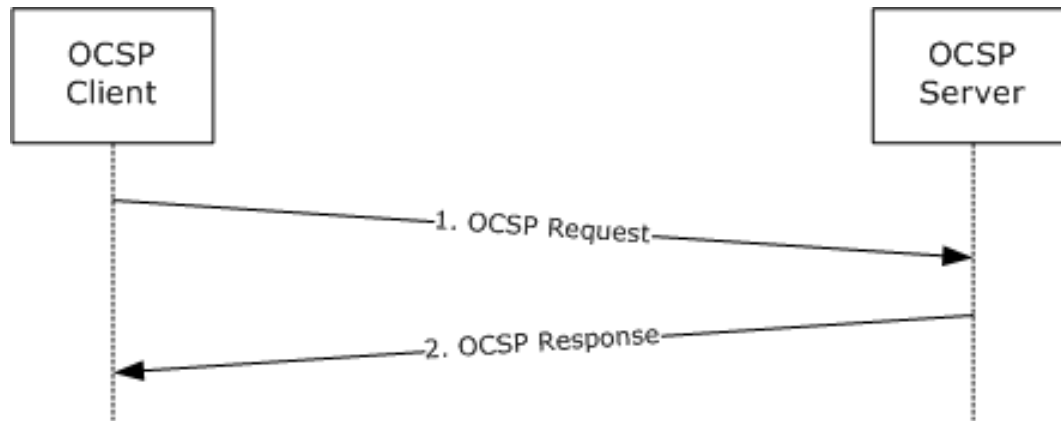 OCSP
Client
OCSP
Server
1. OCSP Request
2. OCSP Response